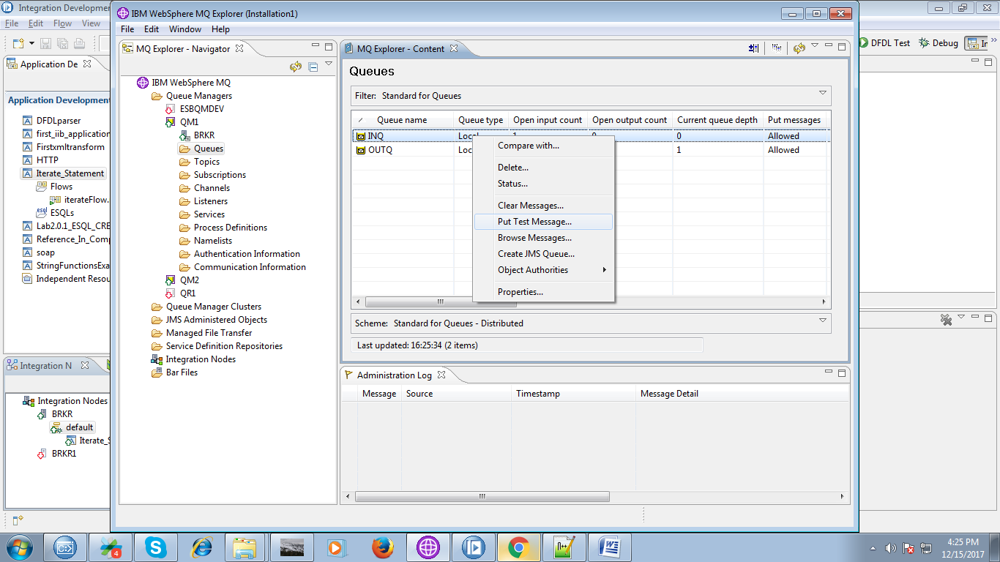 Integration Developmen
File Edit Flow View
Application De
Application Development
DFDLparser
first_iib_application
Firstxmltransform
HTTP
Iterate_Statement
Flows
iterateFlow.
esql ESQLs
Lab2.0.1_ESQL_CRE
Reference_In_Comp
soap
StringFunctionsExa
Independent Resou
Integration N
Integration Nodes
BRKR
default
Iterate_S
BRKR1
IBM WebSphere MQ Explorer (Installation1)
File Edit Window Help
MQ Explorer - Navigator
IBM WebSphere MQ
Queue Managers
ESBQMDEV
QM1
BRKR
Queues
Topics
Subscriptions
Channels
Listeners
Services
Process Definitions
Namelists
Authentication Information
Communication Information
QM2
QR1
Queue Manager Clusters
JMS Administered Objects
Managed File Transfer
Service Definition Repositories
Integration Nodes
Bar Files
MQ Explorer - Content
Queues
Filter: Standard for Queues
Queue name Queue type Open input count Open output count Current queue depth Put messages
INQ Local 1 0 0 Allowed
OUTQ Loc 1 Allowed
Compare with...
Delete...
Status...
Clear Messages...
Put Test Message...
Browse Messages...
Create JMS Queue...
Object Authorities
Properties...
Scheme: Standard for Queues - Distributed
Last updated: 16:25:34 (2 items)
Administration Log
Message Source Timestamp Message Detail
DFDL Test Debug Ir
4
4:25 PM
12/15/2017